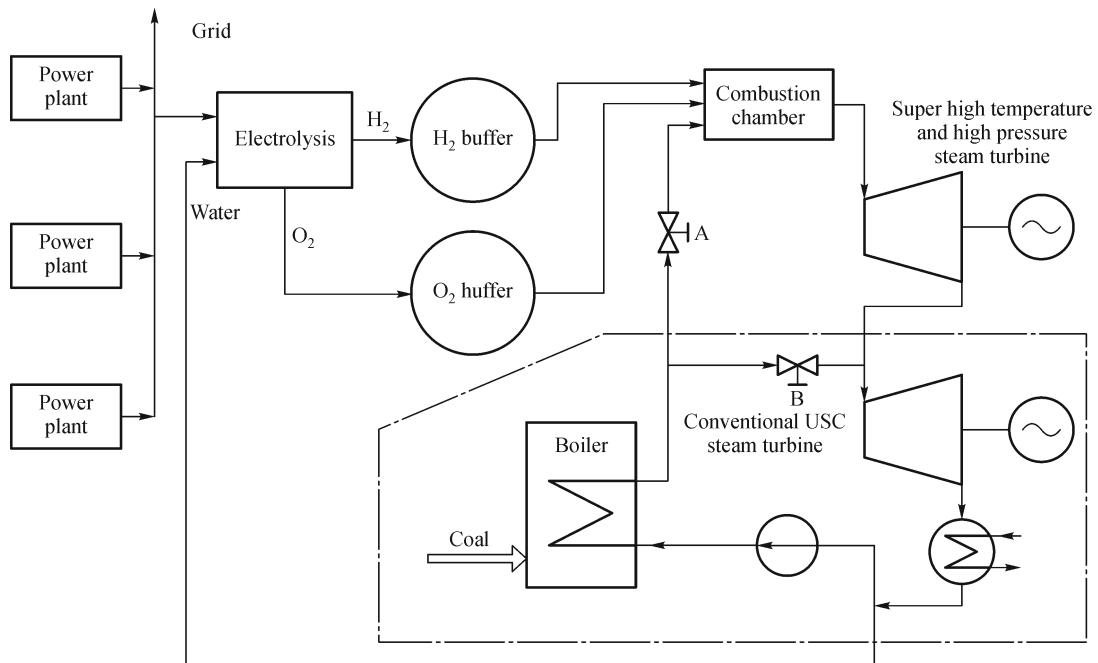 Grid
Power
plant
Electrolysis
H2
H2 buffer
Combustion
chamber
Super high temperature
and high pressure
steam turbine
Water
O2
O2 huffer
Power
plant
A
Power
plant
B
Conventional USC
steam turbine
Boiler
Coal